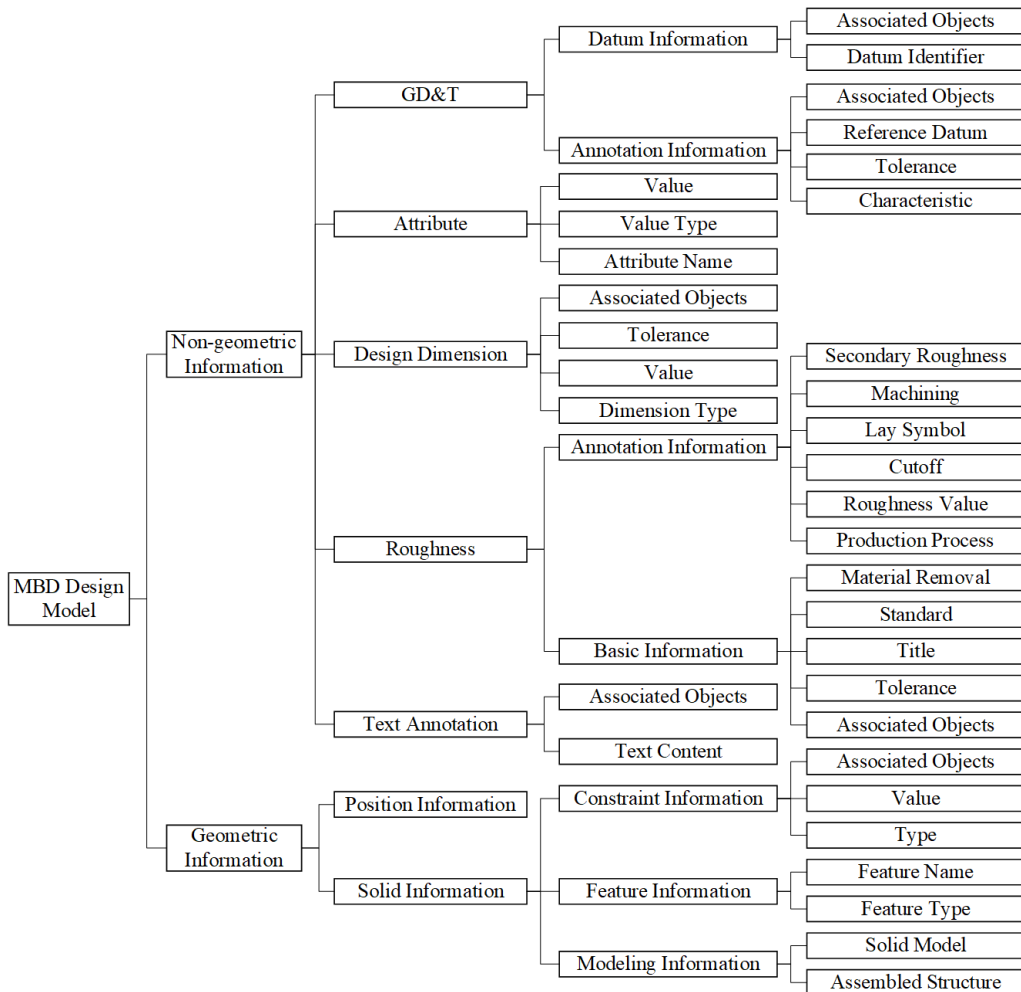 Associated Objects
Datum Information
Datum Identifier
GD&T
Associated Objects
Reference Datum
Annotation Information
Tolerance
Characteristic
Value
Attribute
Value Type
Attribute Name
Associated Objects
Non-geometric
Information
Tolerance
Design Dimension
Value
Dimension Type
Secondary Roughness
Machining
Lay Symbol
Annotation Information
Cutoff
Roughness Value
Production Process
Roughness
MBD Design
Model
Material Removal
Standard
Basic Information
Title
Tolerance
Associated Objects
Associated Objects
Text Annotation
Text Content
Associated Objects
Position Information
Constraint Information
Value
Type
Geometric
Information
Solid Information
Feature Information
Feature Name
Feature Type
Modeling Information
Solid Model
Assembled Structure